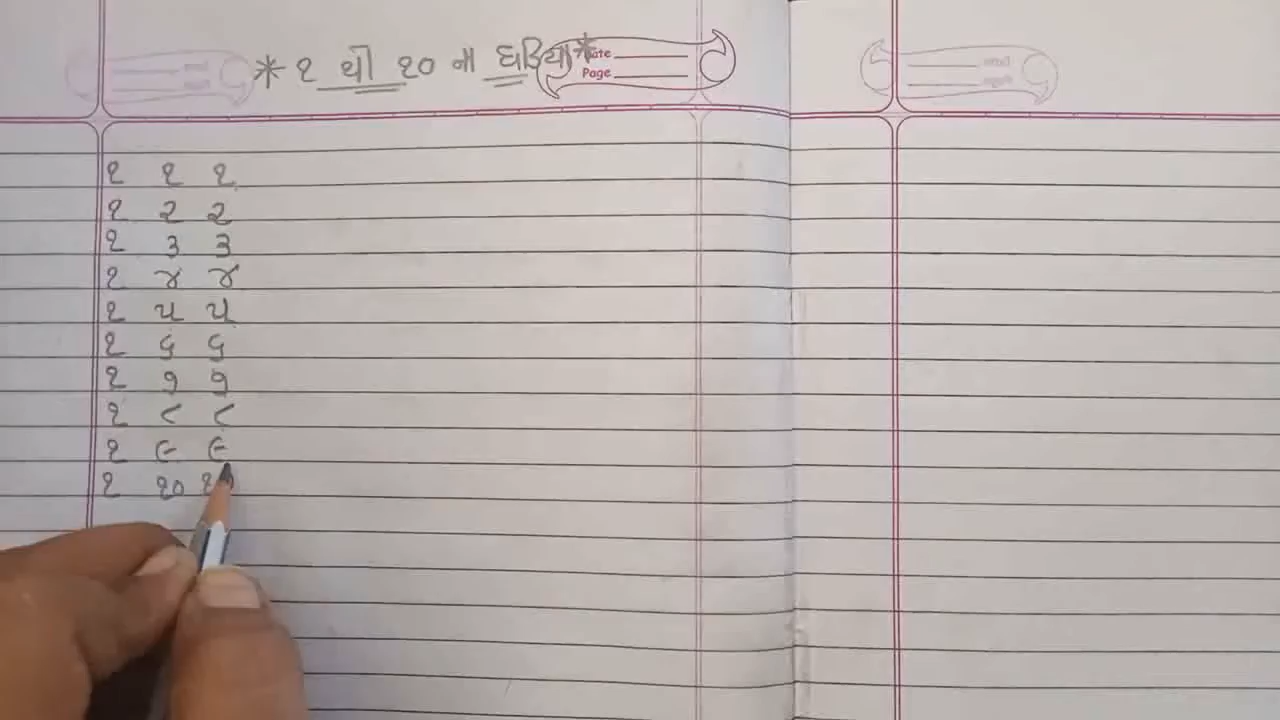 * ૧ થી ૧૦ ના ઘડિયા *
Date
Page
૧ ૧ ૧
૧ ૨ ૨
૧ ૩ ૩
૧ ૪ ૪
૧ ૫ ૫
૧ ૬ ૬
૧ ૭ ૭
૧ ૮ ૮
૧ ૯ ૯
૧ ૧૦ ૧૦